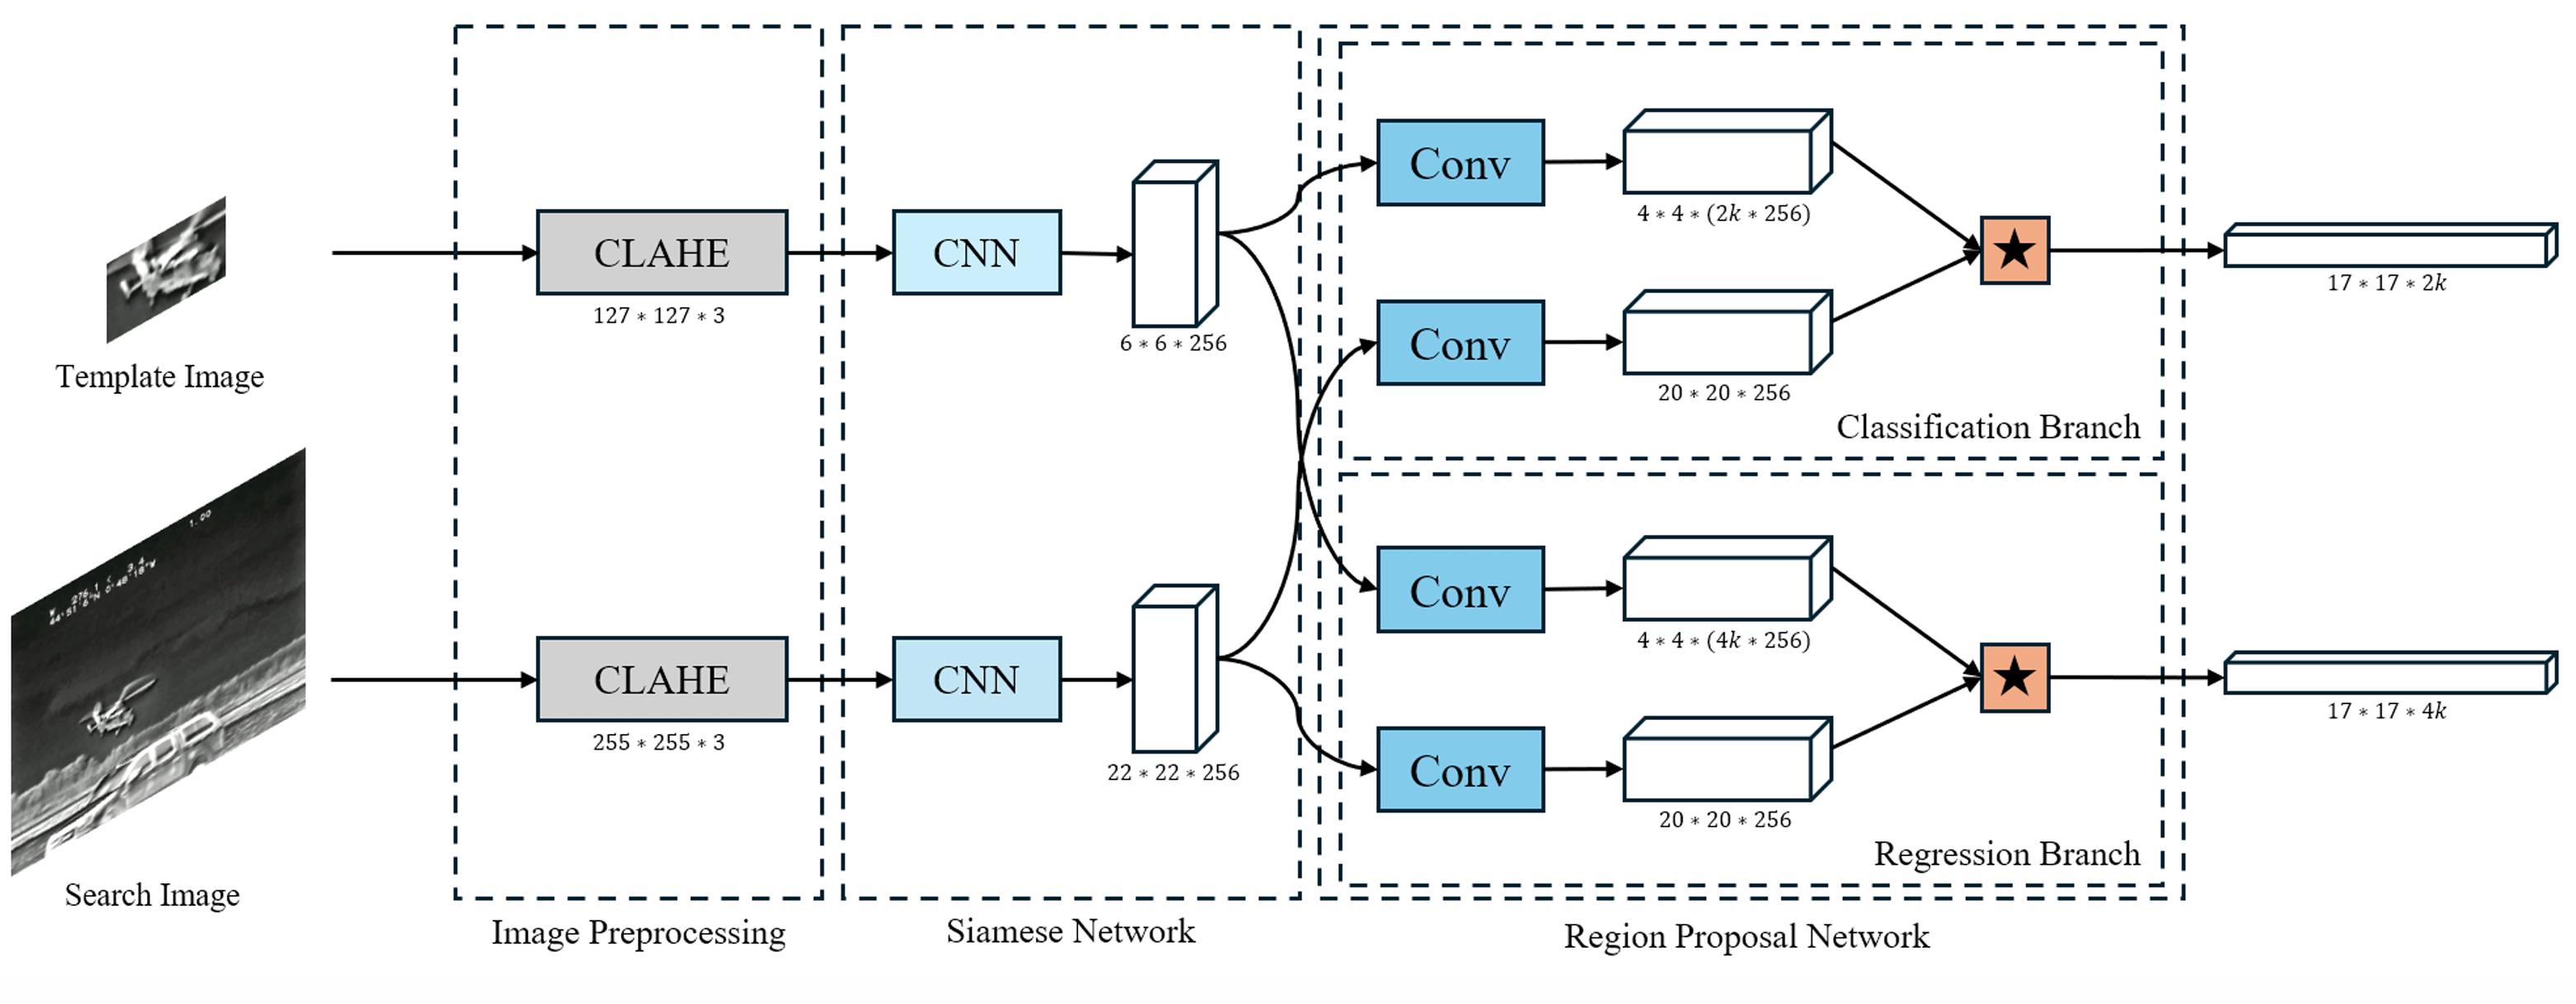 CLAHE
127 * 127 * 3
CNN
6 * 6 * 256
Conv
4 * 4 * (2k * 256)
★
17 * 17 * 2k
Conv
20 * 20 * 256
Classification Branch
Template Image
1.00
CLAHE
255 * 255 * 3
CNN
22 * 22 * 256
Conv
4 * 4 * (4k * 256)
★
17 * 17 * 4k
Conv
20 * 20 * 256
Regression Branch
Search Image
Image Preprocessing
Siamese Network
Region Proposal Network